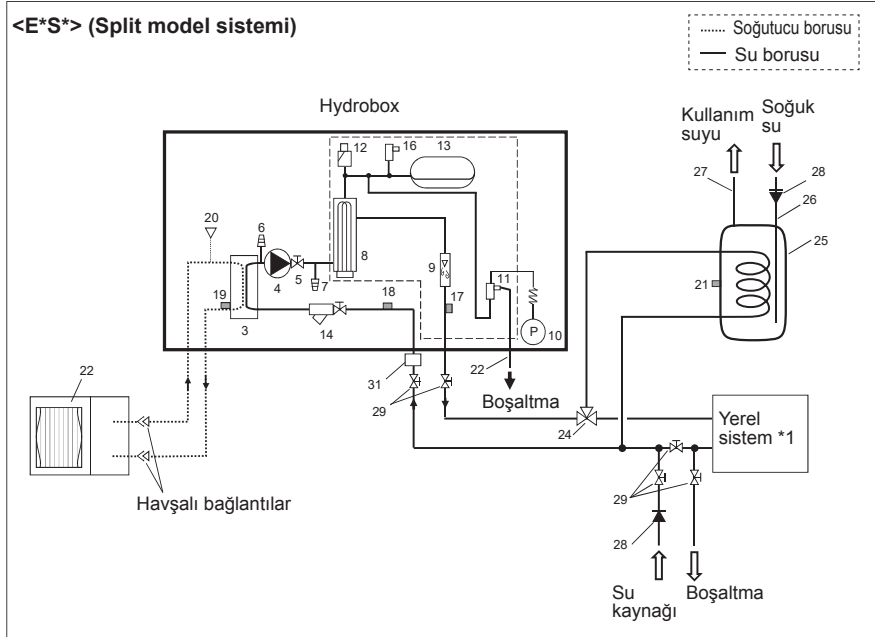 <E*S*> (Split model sistemi)
Soğutucu borusu
Su borusu
Hydrobox
Kullanım
suyu
Soğuk
su
12
16
13
27
28
26
20
6
25
8
9
11
4
5
7
21
19
18
17
3
14
10
P
22
31
22
29
Boşaltma
24
Yerel
sistem *1
Havşalı bağlantılar
29
28
Su
kaynağı
Boşaltma